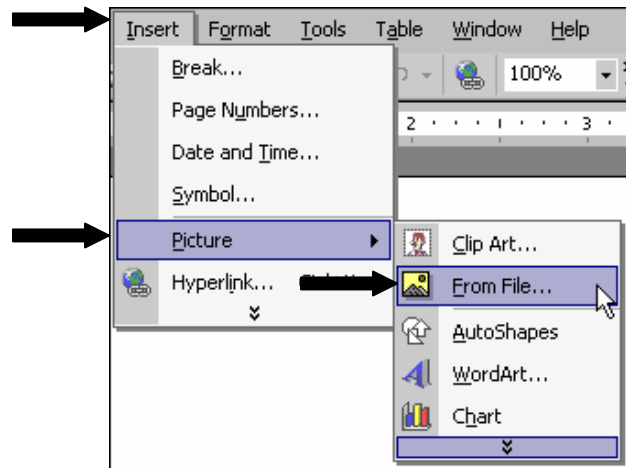 Insert Format Tools Table Window Help
Break...
100%
Page Numbers...
2 3
Date and Time...
Symbol...
Picture
Clip Art...
Hyperlink...
From File...
AutoShapes
WordArt...
Chart